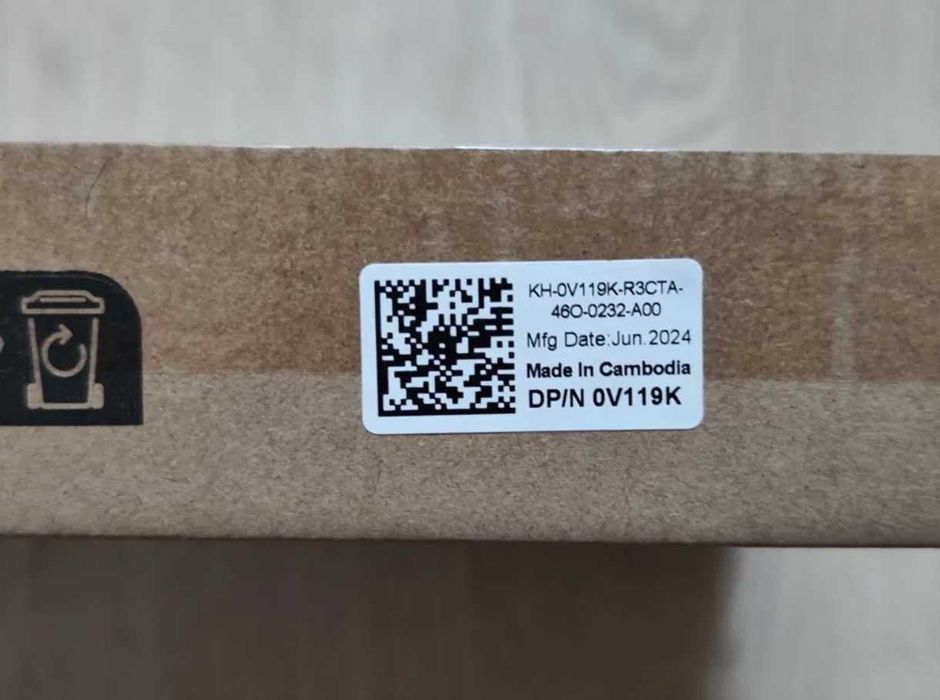 KH-0V119K-R3CTA-
46O-0232-A00
Mfg Date:Jun.2024
Made In Cambodia
DP/N 0V119K